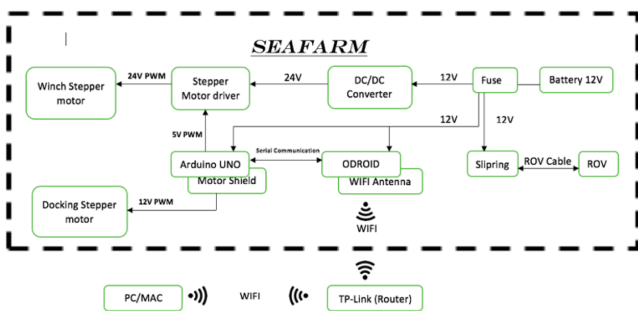 SEAFARM
Winch Stepper
motor
24V PWM
Stepper
Motor driver
24V
DC/DC
Converter
12V
Fuse
Battery 12V
5V PWM
12V
12V
Serial Communication
Arduino UNO
Motor Shield
ODROID
WIFI Antenna
Slipring
ROV Cable
ROV
Docking Stepper
motor
12V PWM
WIFI
PC/MAC
WIFI
TP-Link (Router)